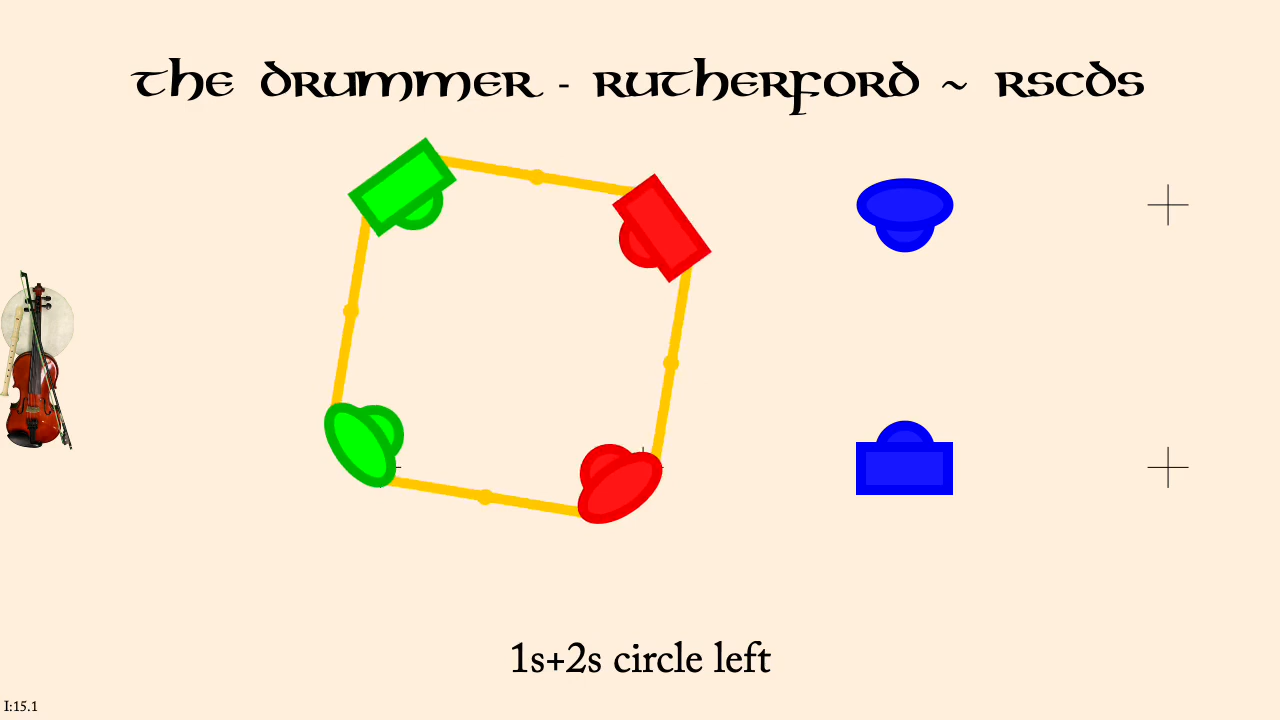 The Drummer - Rutherford ~ RSCDS
1s+2s circle left
I:15.1